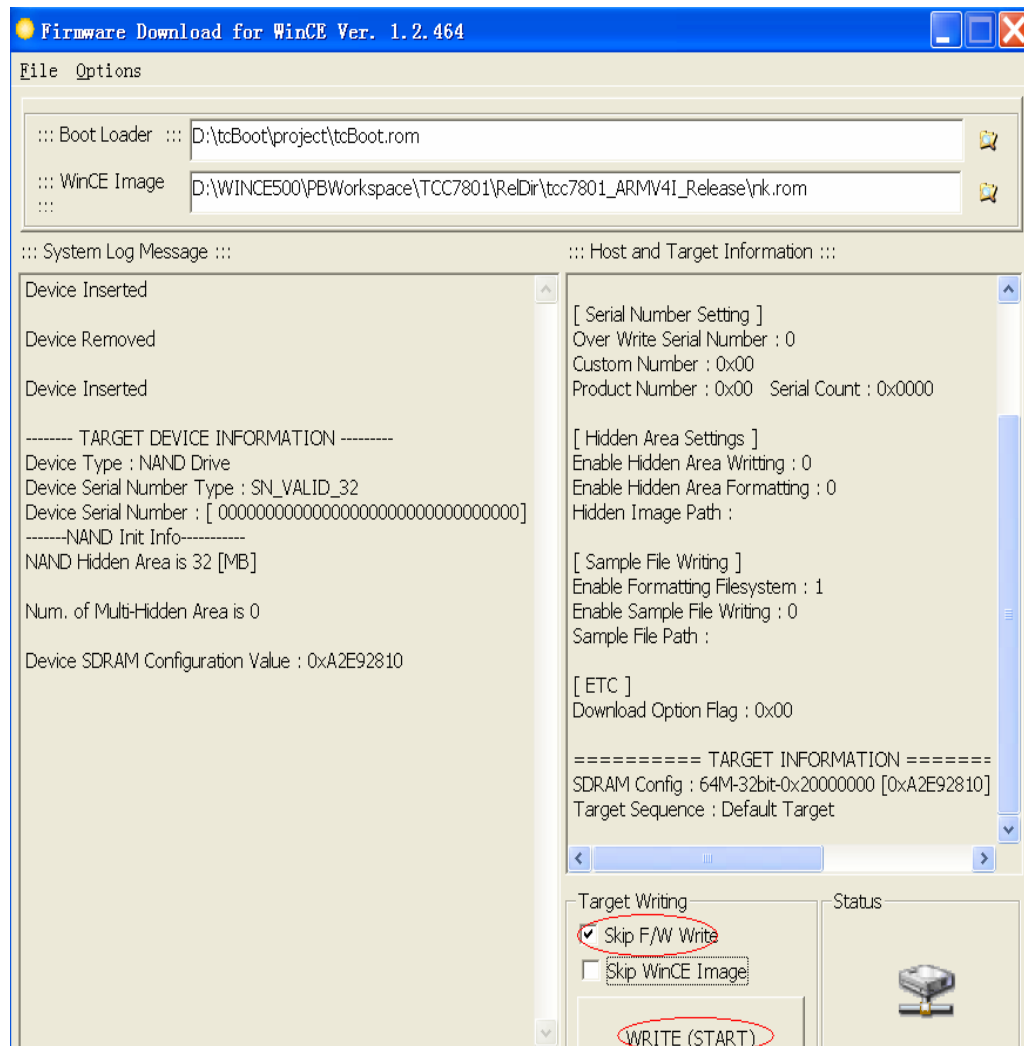 Firmware Download for WinCE Ver. 1.2.464
File Options
::: Boot Loader ::: D:\tcBoot\project\tcBoot.rom
::: WinCE Image ::: D:\WINCE500\PBWorkspace\TCC7801\RelDir\tcc7801_ARMV4I_Release\nk.rom
::: System Log Message :::
Device Inserted
Device Removed
Device Inserted
-------- TARGET DEVICE INFORMATION ---------
Device Type : NAND Drive
Device Serial Number Type : SN_VALID_32
Device Serial Number : [ 00000000000000000000000000000000]
-------NAND Init Info-----------
NAND Hidden Area is 32 [MB]
Num. of Multi-Hidden Area is 0
Device SDRAM Configuration Value : 0xA2E92810
::: Host and Target Information :::
[ Serial Number Setting ]
Over Write Serial Number : 0
Custom Number : 0x00
Product Number : 0x00 Serial Count : 0x0000
[ Hidden Area Settings ]
Enable Hidden Area Writting : 0
Enable Hidden Area Formatting : 0
Hidden Image Path :
[ Sample File Writing ]
Enable Formatting Filesystem : 1
Enable Sample File Writing : 0
Sample File Path :
[ ETC ]
Download Option Flag : 0x00
========== TARGET INFORMATION =======
SDRAM Config : 64M-32bit-0x20000000 [0xA2E92810]
Target Sequence : Default Target
Target Writing
Skip F/W Write
Skip WinCE Image
WRITE (START)
Status